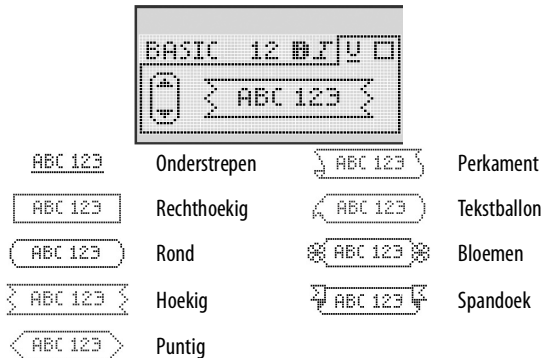 BASIC 12 B I U
ABC 123
ABC 123 Onderstrepen ABC 123 Perkament
ABC 123 Rechthoekig ABC 123 Tekstballon
ABC 123 Rond ABC 123 Bloemen
ABC 123 Hoekig ABC 123 Spandoek
ABC 123 Puntig